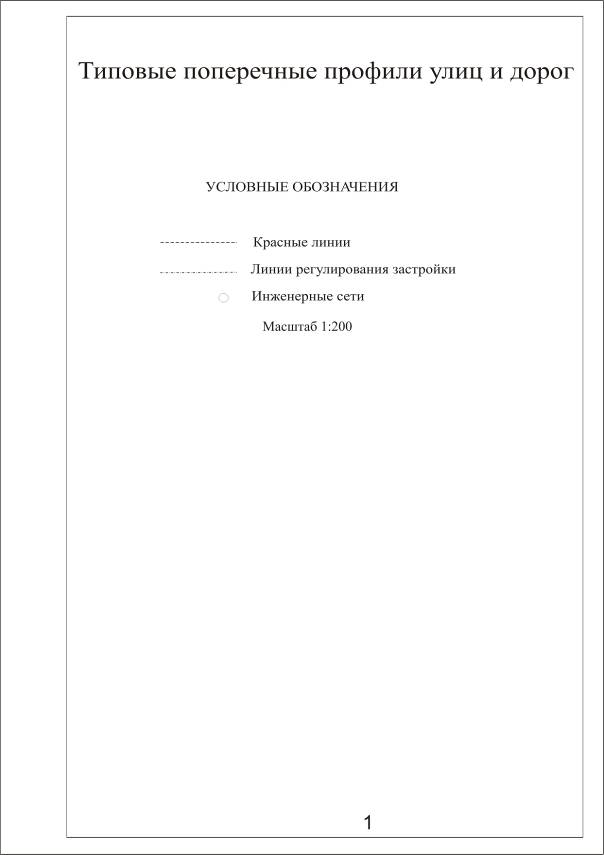 Типовые поперечные профили улиц и дорог
УСЛОВНЫЕ ОБОЗНАЧЕНИЯ
Красные линии
Линии регулирования застройки
Инженерные сети
Масштаб 1:200
1